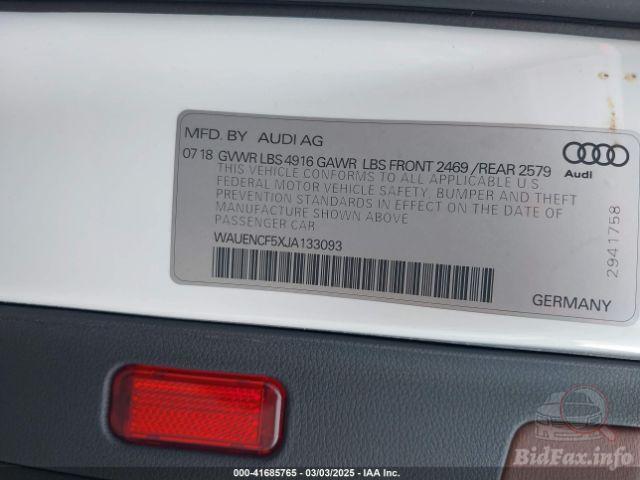 MFD. BY AUDI AG
07 18 GVWR LBS 4916 GAWR LBS FRONT 2469 /REAR 2579
THIS VEHICLE CONFORMS TO ALL APPLICABLE U S
FEDERAL MOTOR VEHICLE SAFETY, BUMPER AND THEFT
PREVENTION STANDARDS IN EFFECT ON THE DATE OF
MANUFACTURE SHOWN ABOVE
PASSENGER CAR
WAUENCF5XJA133093
Audi
2941758
GERMANY
000-41685765 - 03/03/2025 - IAA Inc.
BidFax.info